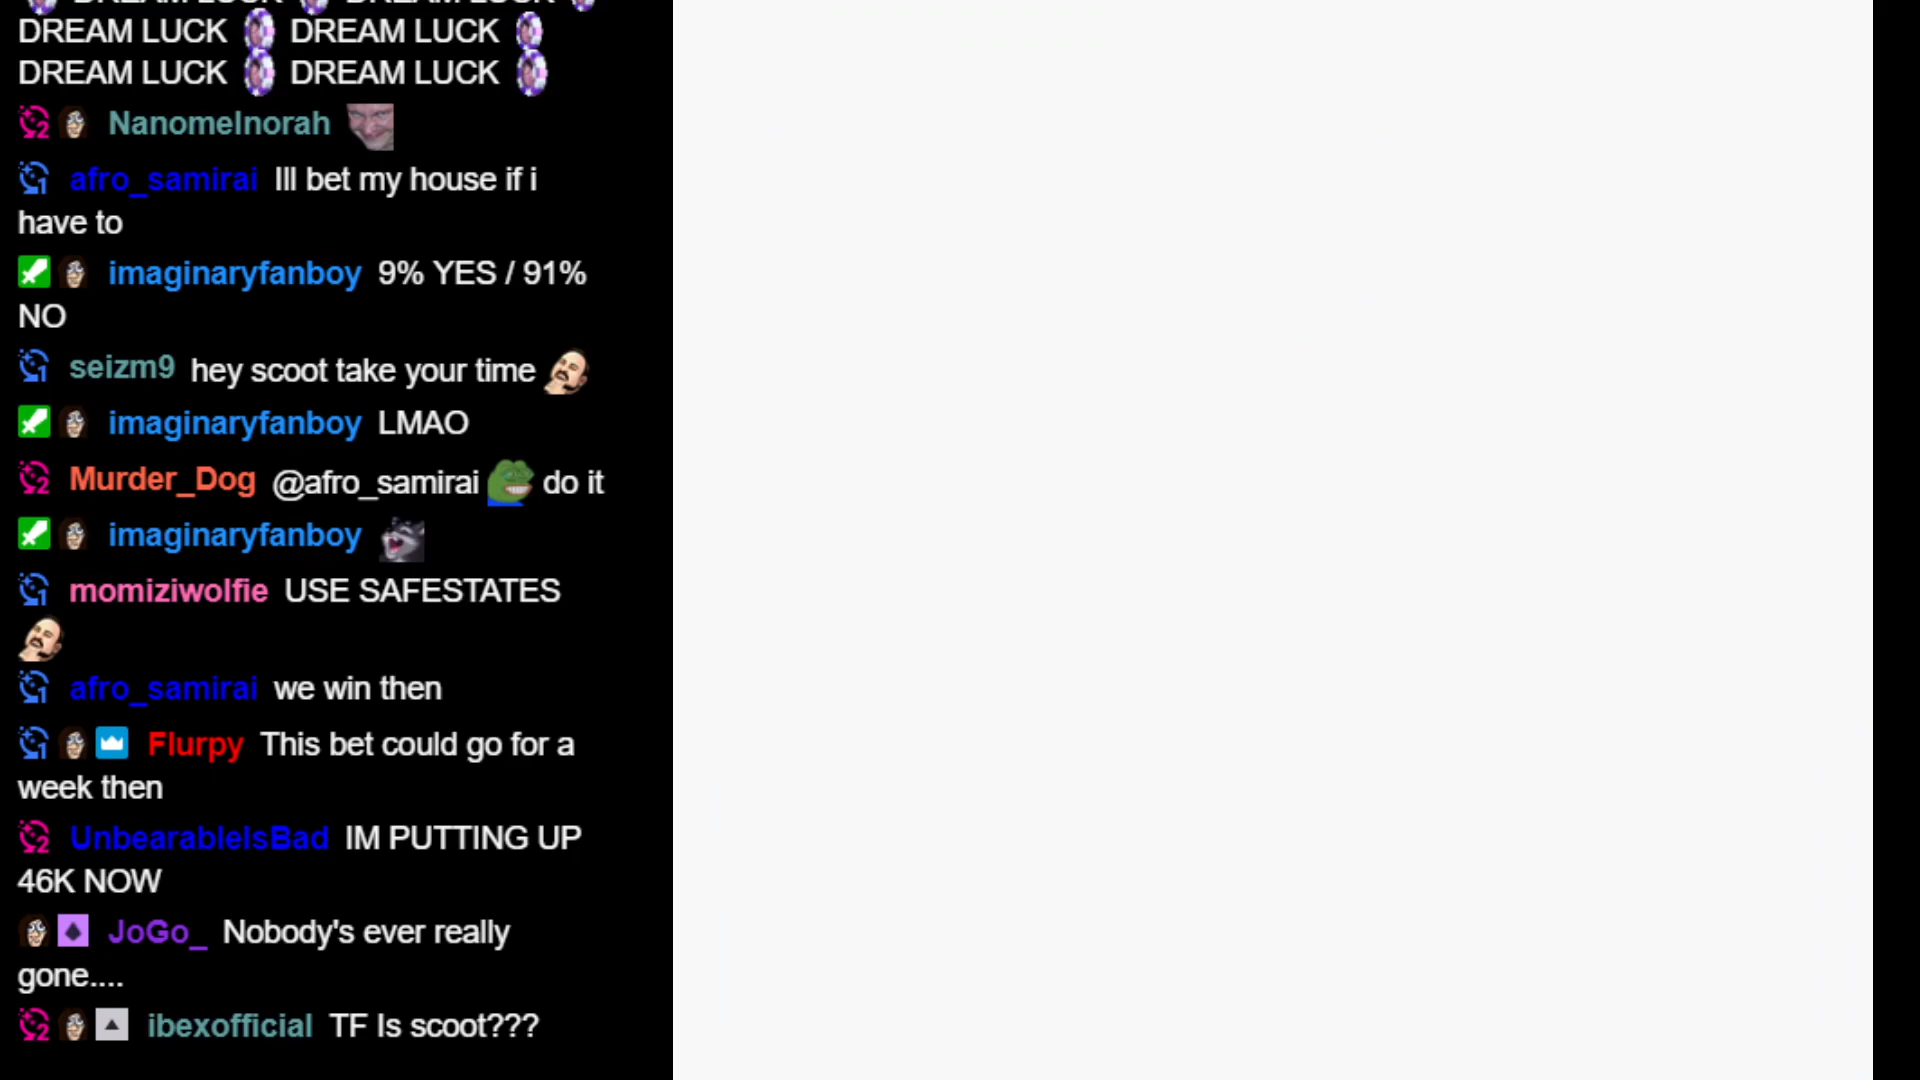 DREAM LUCK DREAM LUCK
DREAM LUCK DREAM LUCK
NanomeInorah
afro_samirai Ill bet my house if i
have to
imaginaryfanboy 9% YES / 91%
NO
seizm9 hey scoot take your time
imaginaryfanboy LMAO
Murder_Dog @afro_samirai do it
imaginaryfanboy
momiziwolfie USE SAFESTATES
afro_samirai we win then
Flurpy This bet could go for a
week then
UnbearableIsBad IM PUTTING UP
46K NOW
JoGo_ Nobody's ever really
gone....
ibexofficial TF Is scoot???